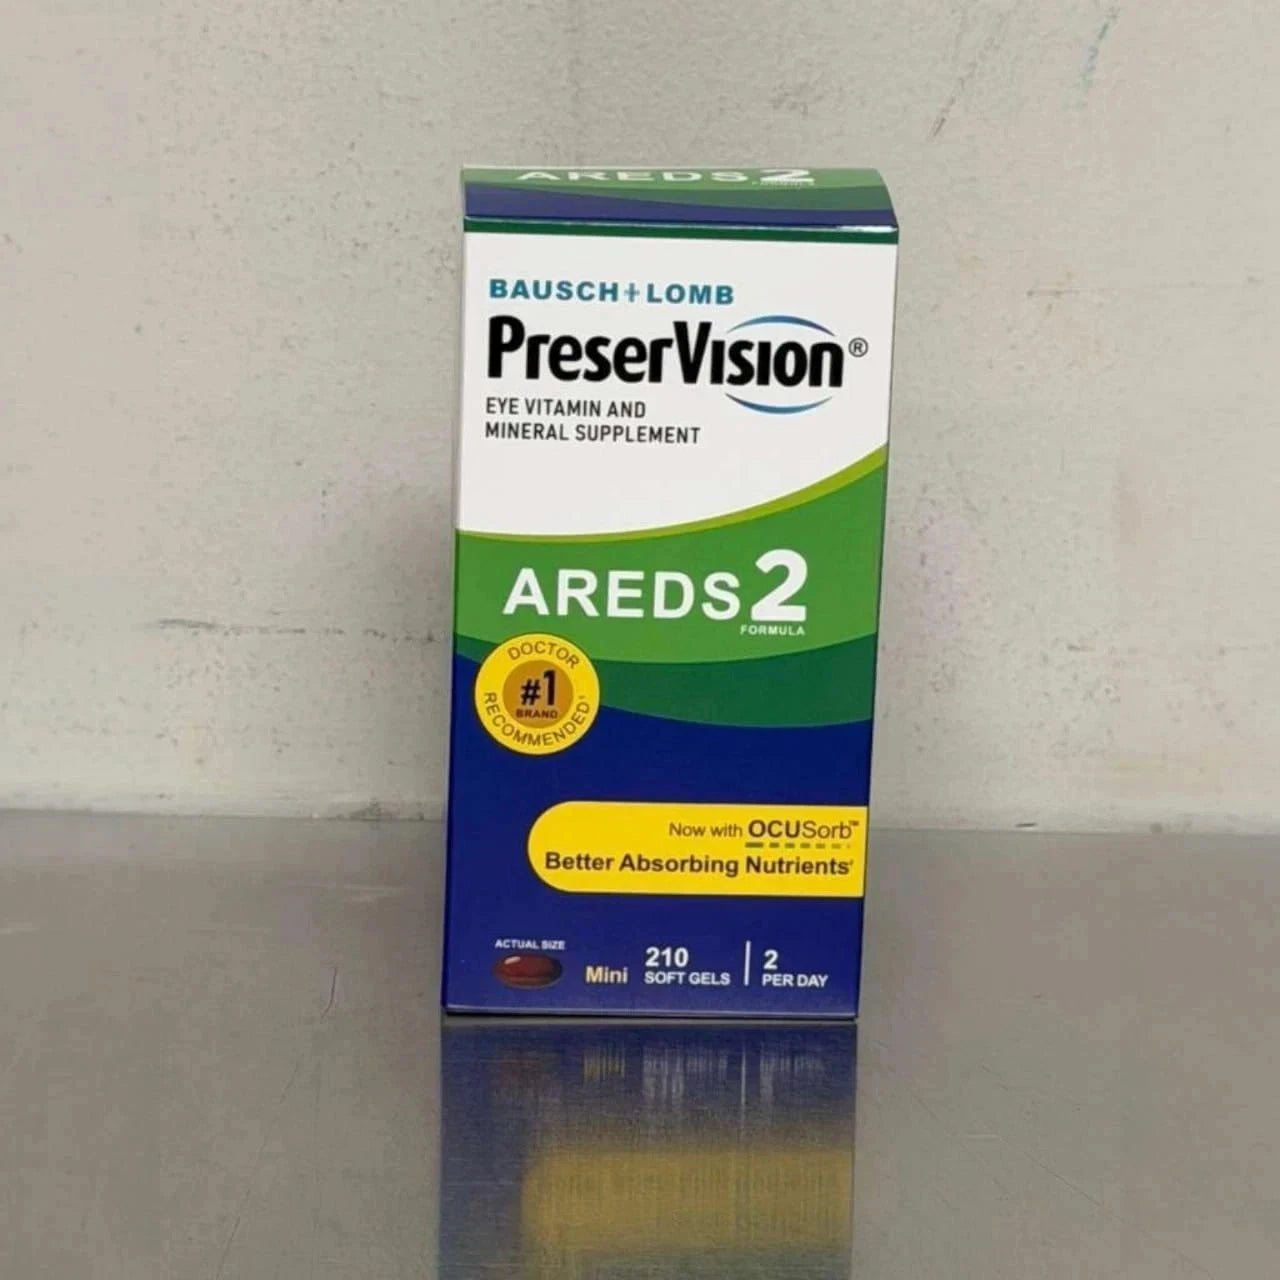 AREDS 2
FORMULA
BAUSCH + LOMB
PreserVision®
EYE VITAMIN AND
MINERAL SUPPLEMENT
AREDS 2
FORMULA
DOCTOR
#1
BRAND
RECOMMENDED†
Now with OCUSorb™
Better Absorbing Nutrients
ACTUAL SIZE
Mini
210
SOFT GELS
2
PER DAY